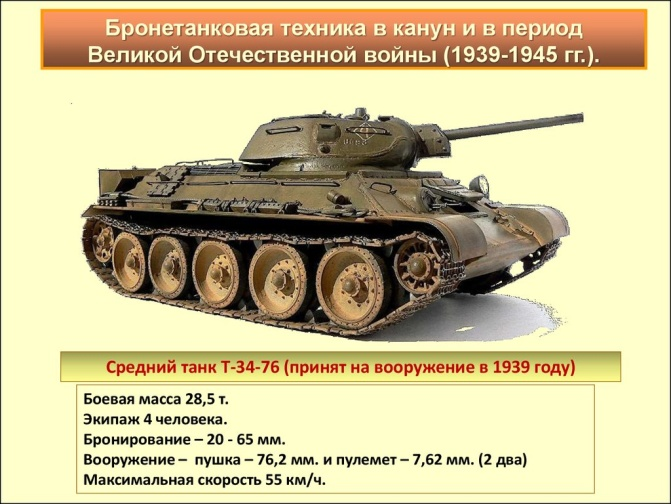 Бронетанковая техника в канун и в период
Великой Отечественной войны (1939-1945 гг.).
Средний танк Т-34-76 (принят на вооружение в 1939 году)
Боевая масса 28,5 т.
Экипаж 4 человека.
Бронирование – 20 - 65 мм.
Вооружение – пушка – 76,2 мм. и пулемет – 7,62 мм. (2 два)
Максимальная скорость 55 км/ч.